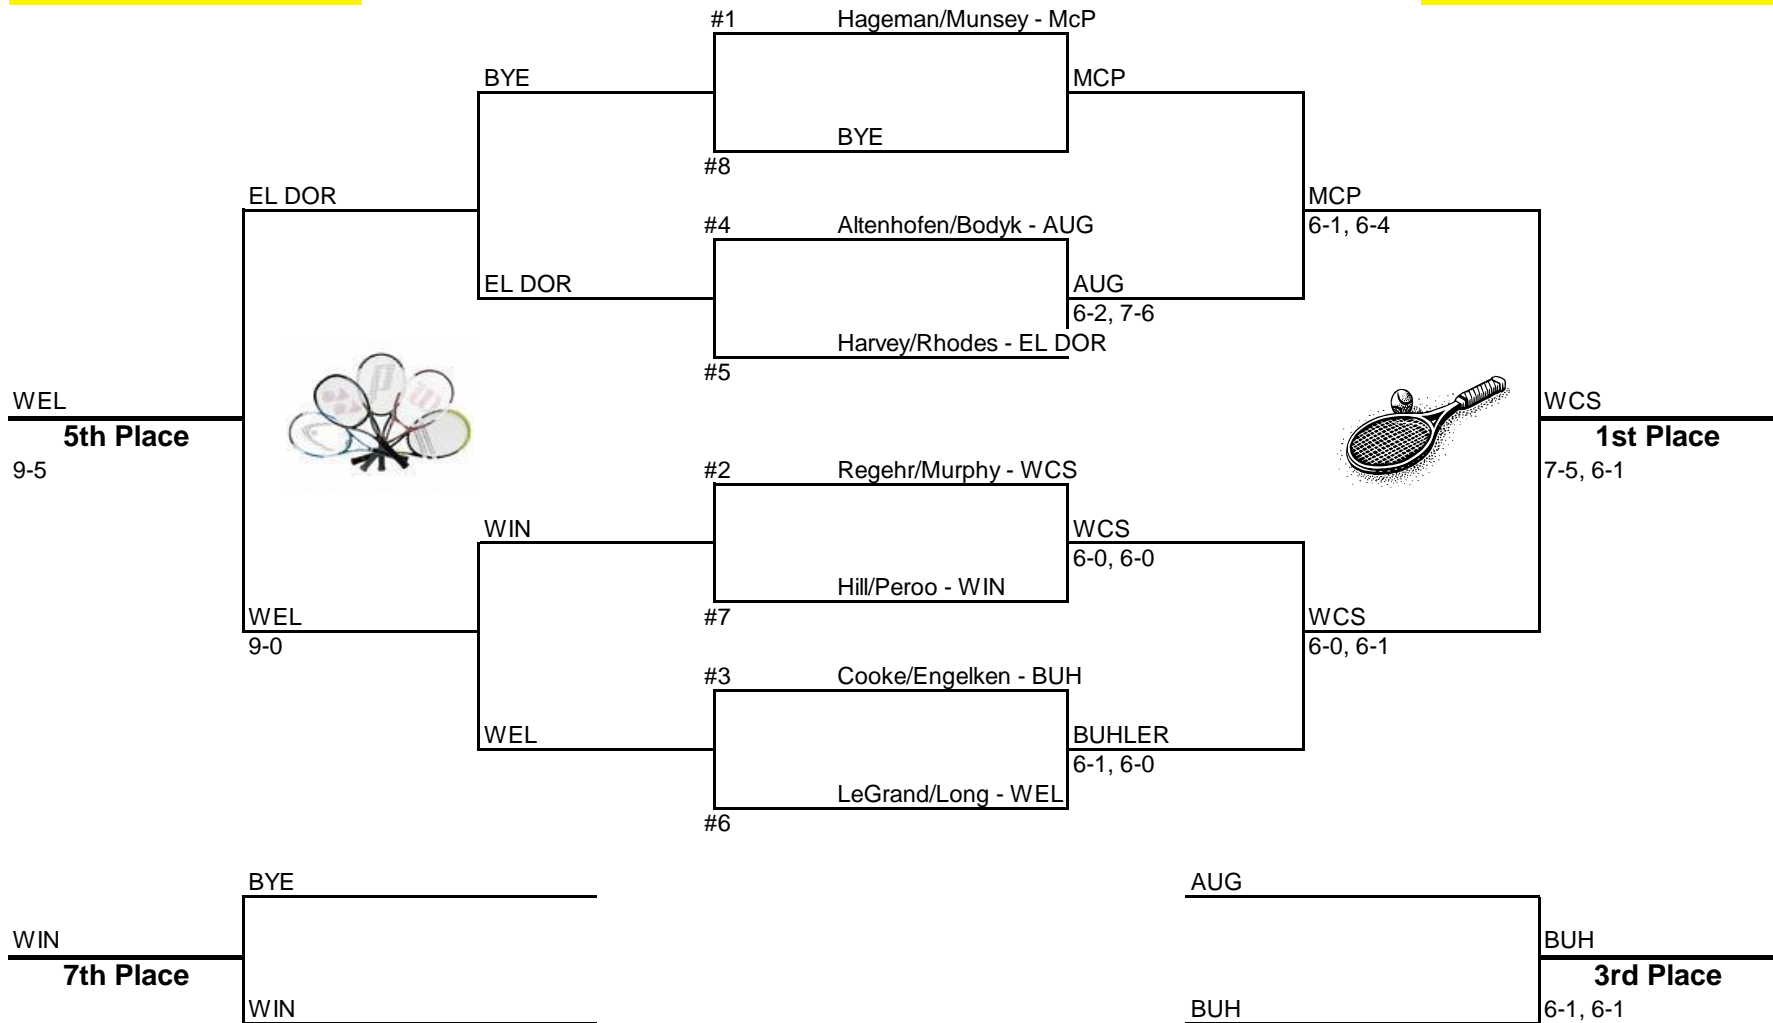 #1 Hageman/Munsey - McP
BYE
MCP
BYE
#8
EL DOR
MCP
#4 Altenhofen/Bodyk - AUG
6-1, 6-4
EL DOR
AUG
6-2, 7-6
Harvey/Rhodes - EL DOR
#5
WEL
5th Place
9-5
WCS
1st Place
7-5, 6-1
#2 Regehr/Murphy - WCS
WIN
WCS
6-0, 6-0
Hill/Peroo - WIN
#7
WEL
9-0
WCS
6-0, 6-1
#3 Cooke/Engelken - BUH
WEL
BUHLER
6-1, 6-0
LeGrand/Long - WEL
#6
BYE
AUG
WIN
7th Place
BUH
3rd Place
WIN
BUH
6-1, 6-1